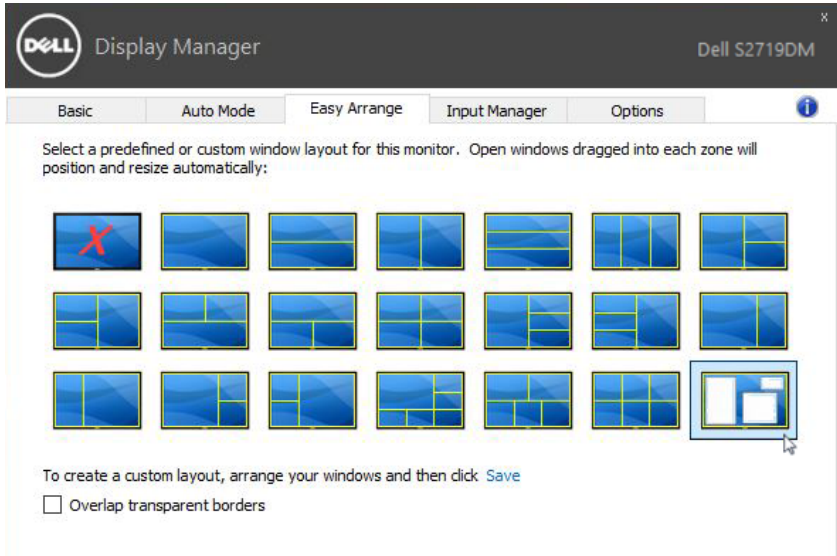 x
DELL
Display Manager
Dell S2719DM
Basic
Auto Mode
Easy Arrange
Input Manager
Options
i
Select a predefined or custom window layout for this monitor.  Open windows dragged into each zone will
position and resize automatically:
X
To create a custom layout, arrange your windows and then click Save
Overlap transparent borders